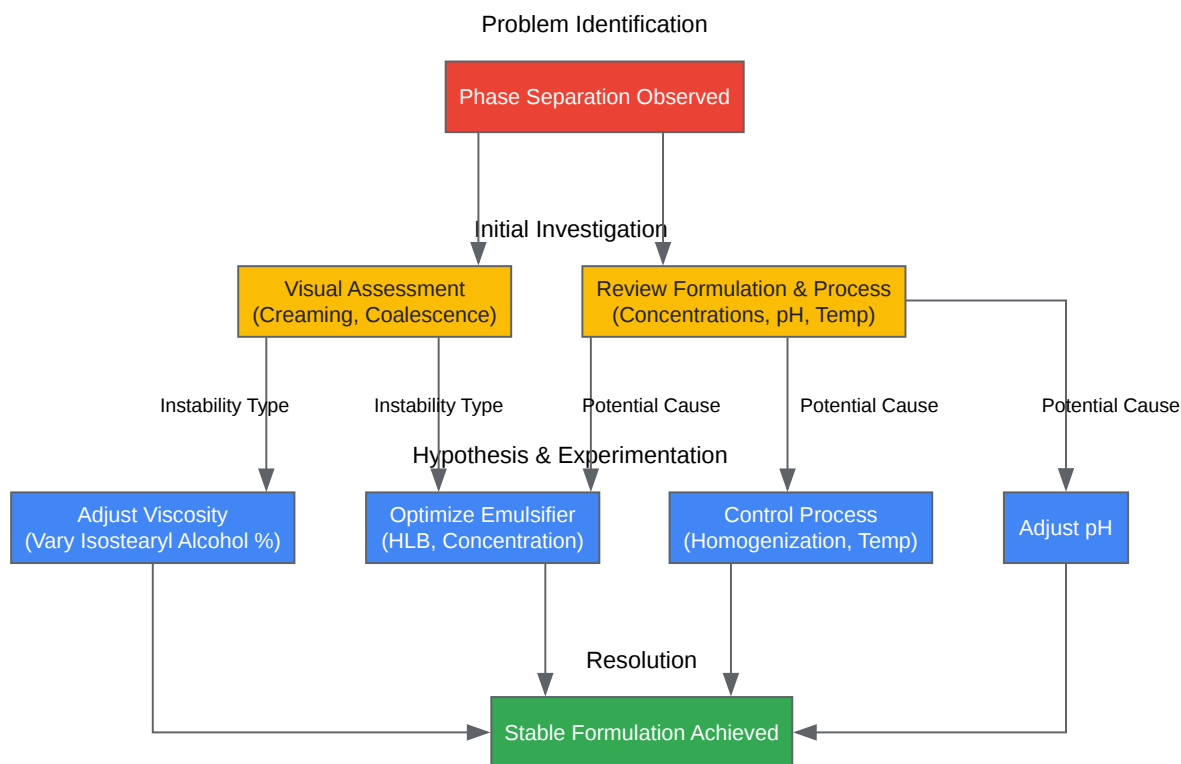 Problem Identification
Phase Separation Observed
Initial Investigation
Visual Assessment
(Creaming, Coalescence)
Review Formulation & Process
(Concentrations, pH, Temp)
Instability Type
Instability Type
Potential Cause
Potential Cause
Potential Cause
Hypothesis & Experimentation
Adjust Viscosity
(Vary Isostearyl Alcohol %)
Optimize Emulsifier
(HLB, Concentration)
Control Process
(Homogenization, Temp)
Adjust pH
Resolution
Stable Formulation Achieved